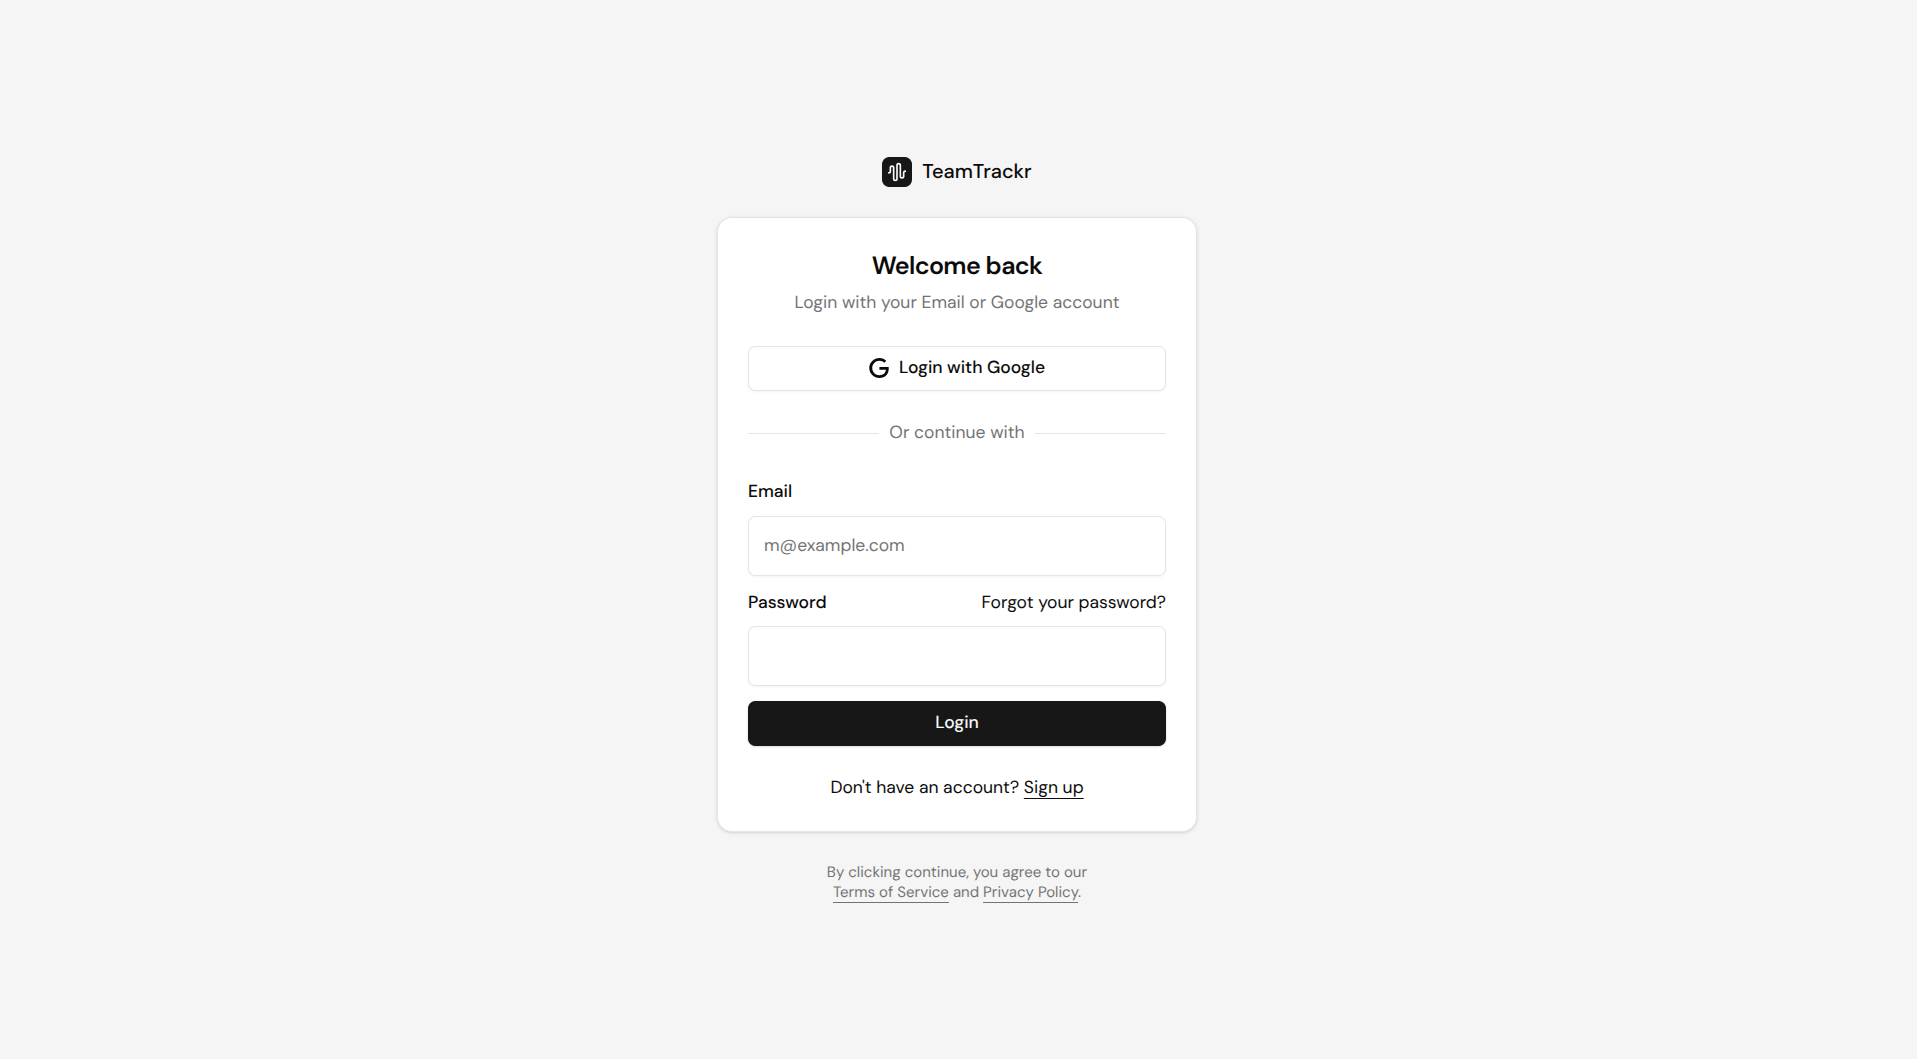 TeamTrackr
Welcome back
Login with your Email or Google account
Login with Google
Or continue with
Email
m@example.com
Password
Forgot your password?
Login
Don't have an account? Sign up
By clicking continue, you agree to our
Terms of Service and Privacy Policy.